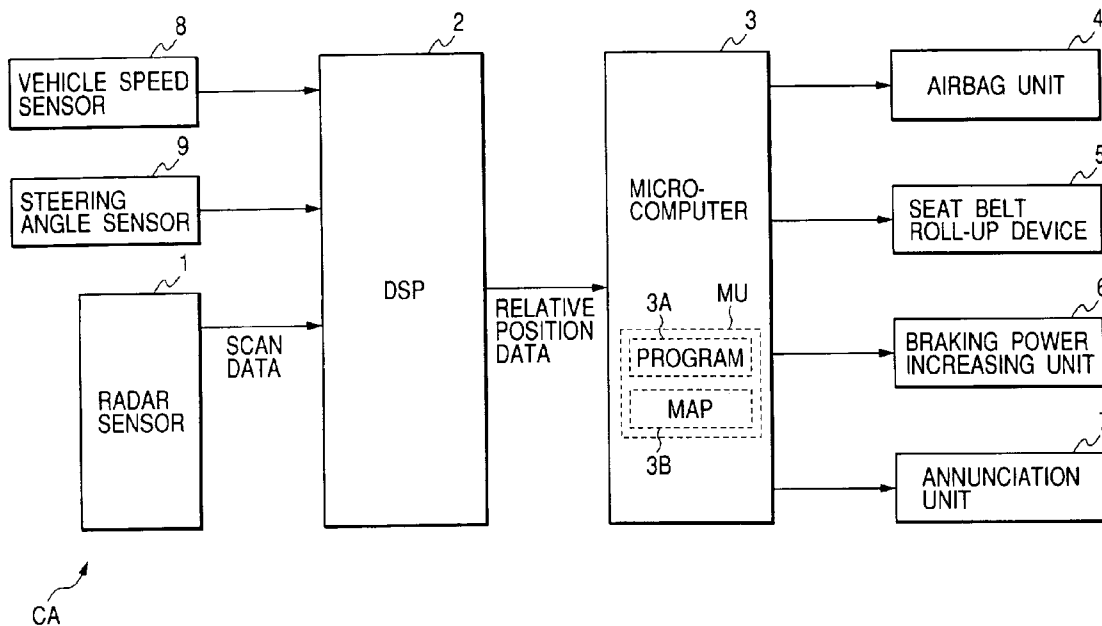 8
VEHICLE SPEED
SENSOR
9
STEERING
ANGLE SENSOR
1
RADAR
SENSOR
SCAN
DATA
CA
2
DSP
RELATIVE
POSITION
DATA
3
MICRO-
COMPUTER
3A
MU
PROGRAM
MAP
3B
4
AIRBAG UNIT
5
SEAT BELT
ROLL-UP DEVICE
6
BRAKING POWER
INCREASING UNIT
7
ANNUNCIATION
UNIT